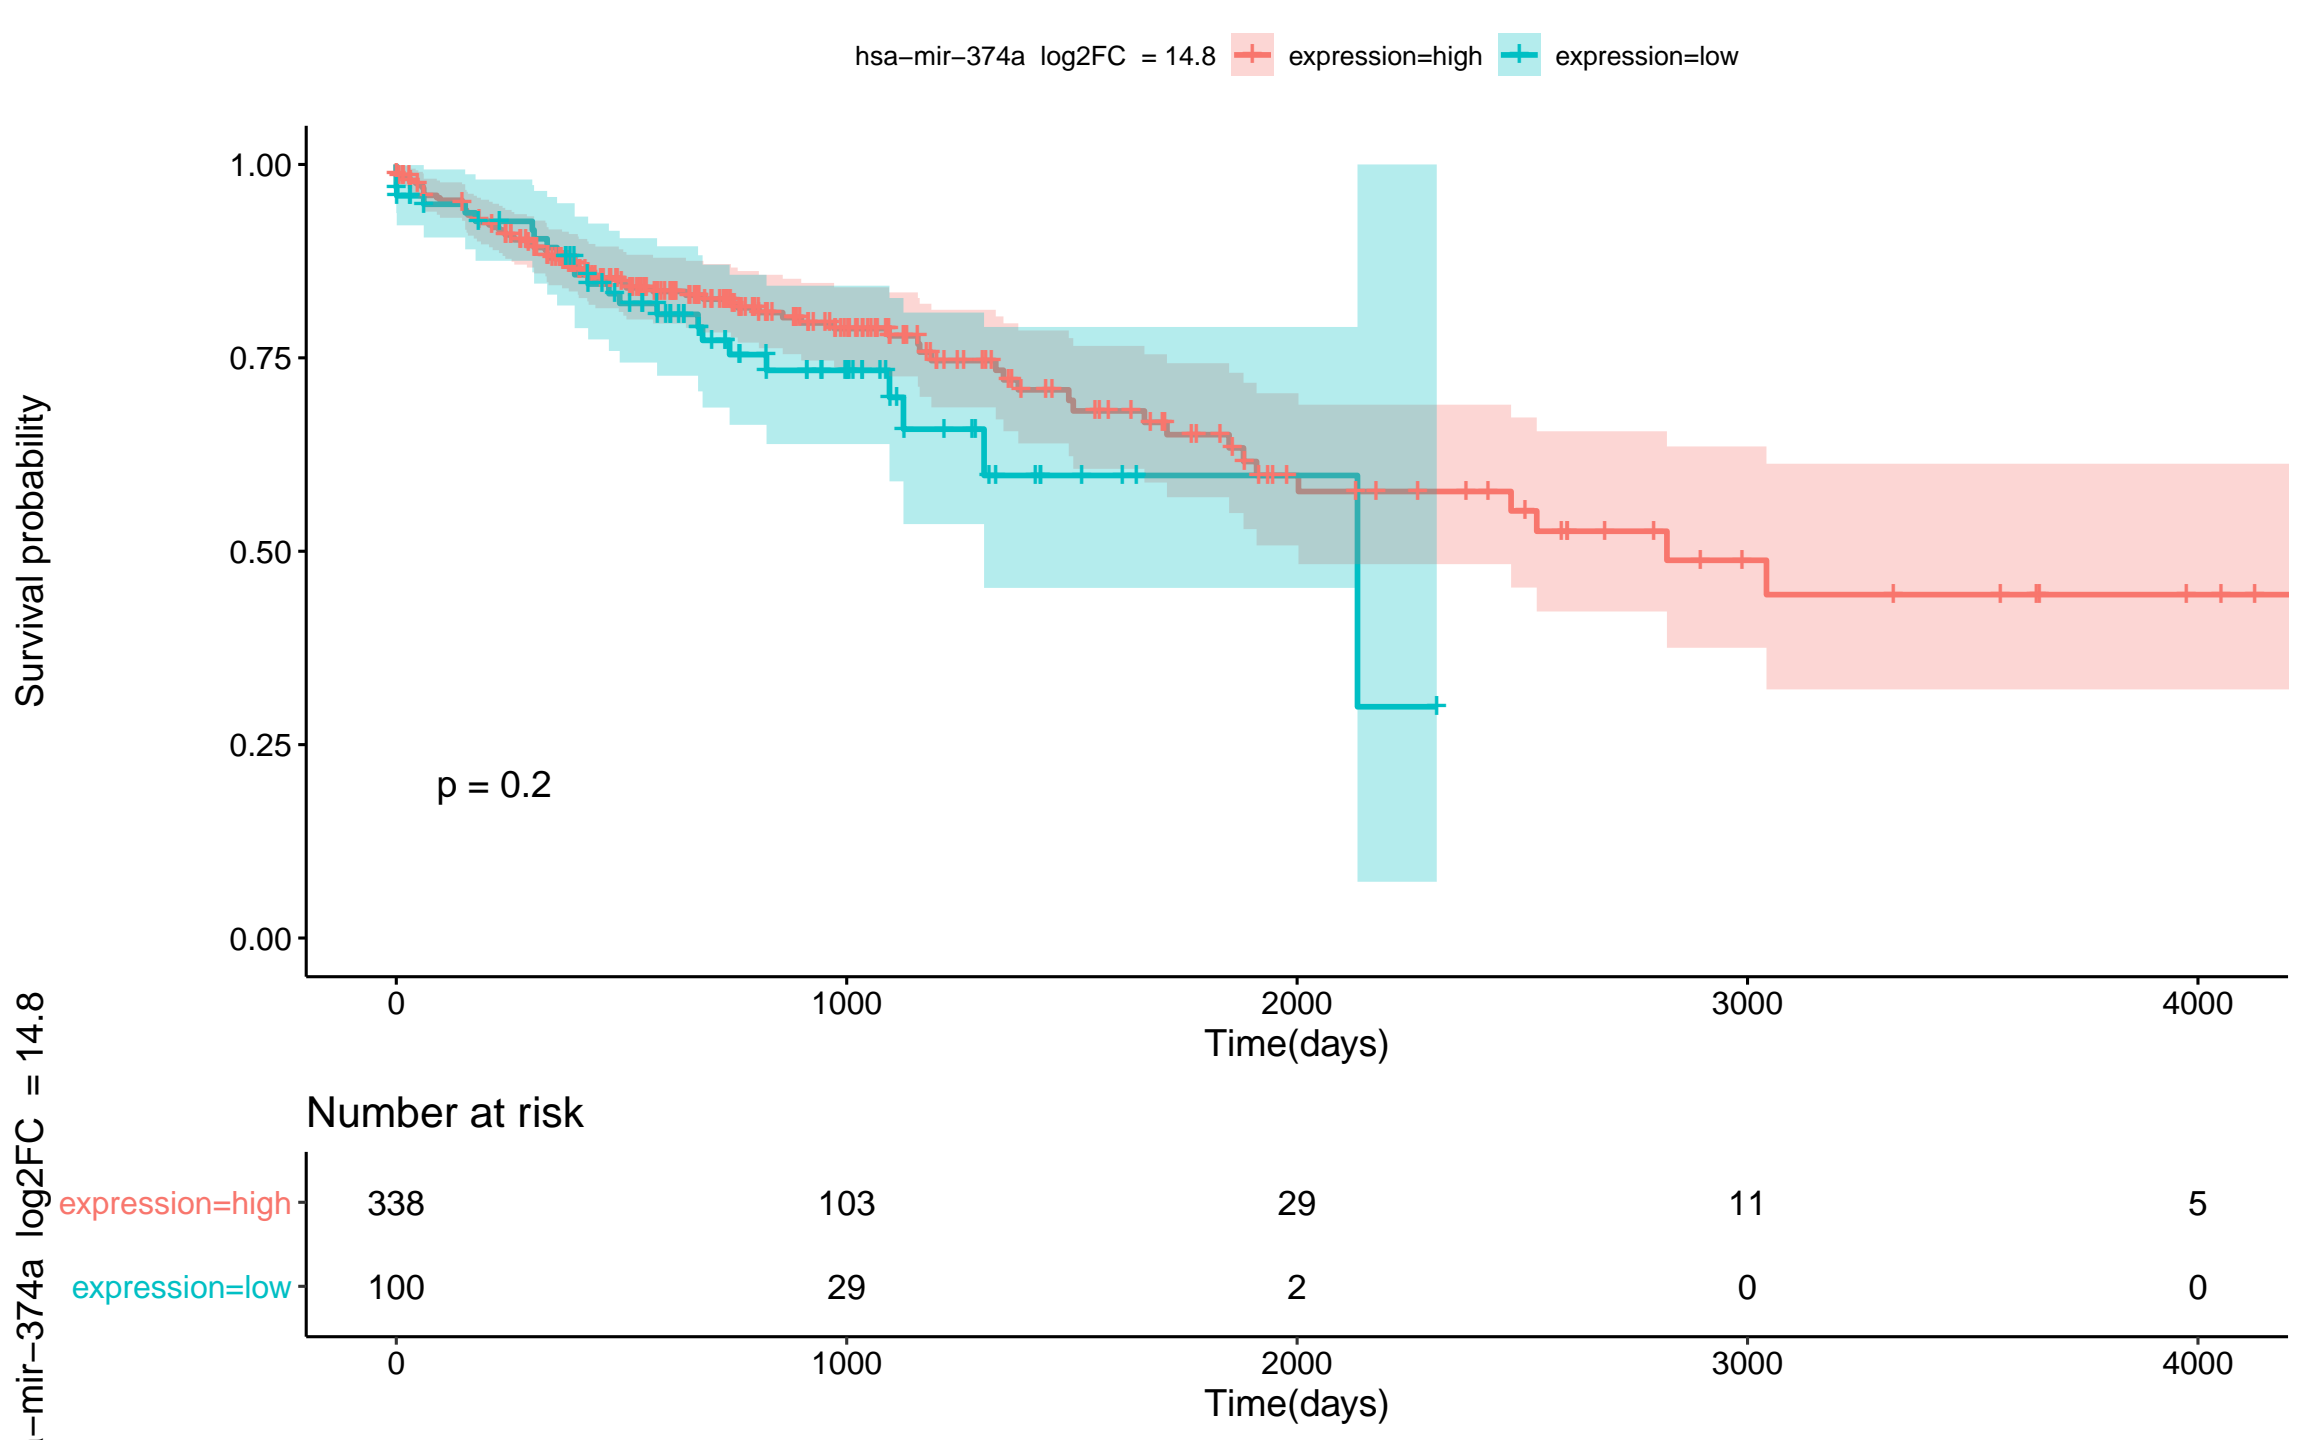 hsa−mir−374a log2FC = 14.8 expression=high expression=low
Survival probability
1.00
0.75
0.50
0.25
0.00
p = 0.2
0 1000 2000 3000 4000
Time(days)
Number at risk
−mir−374a log2FC = 14.8
expression=high 338 103 29 11 5
expression=low 100 29 2 0 0
0 1000 2000 3000 4000
Time(days)